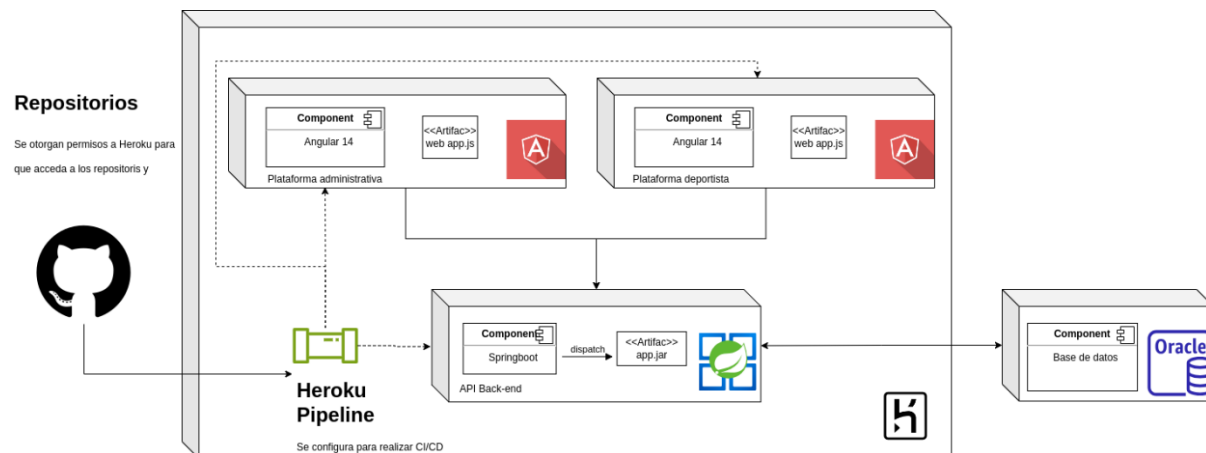 Repositorios
Se otorgan permisos a Heroku para
que acceda a los repositoris y
Component
Angular 14
<<Artifac>>
web app.js
Plataforma administrativa
Component
Angular 14
<<Artifac>>
web app.js
Plataforma deportista
Heroku
Pipeline
Se configura para realizar CI/CD
Component
Springboot
dispatch
<<Artifac>>
app.jar
API Back-end
Component
Base de datos
Oracle